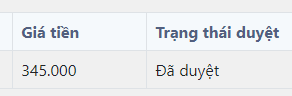 Giá tiền Trạng thái duyệt
345.000 Đã duyệt